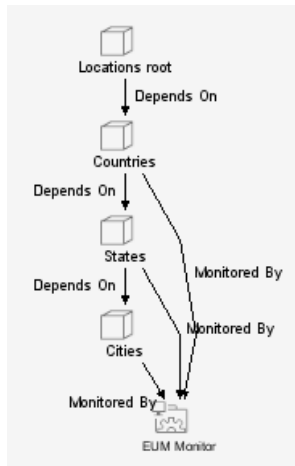 Locations root
Depends On
Countries
Depends On
States
Monitored By
Depends On
Monitored By
Cities
Monitored By
EUM Monitor